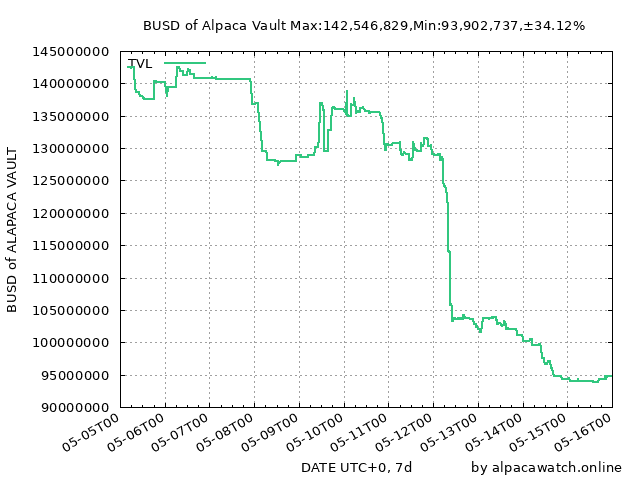 BUSD of Alpaca Vault Max:142,546,829,Min:93,902,737,±34.12%
TVL
145000000
140000000
135000000
130000000
125000000
120000000
115000000
110000000
105000000
100000000
95000000
90000000
BUSD of ALAPACA VAULT
05-05T00
05-06T00
05-07T00
05-08T00
05-09T00
05-10T00
05-11T00
05-12T00
05-13T00
05-14T00
05-15T00
05-16T00
DATE UTC+0, 7d
by alpacawatch.online